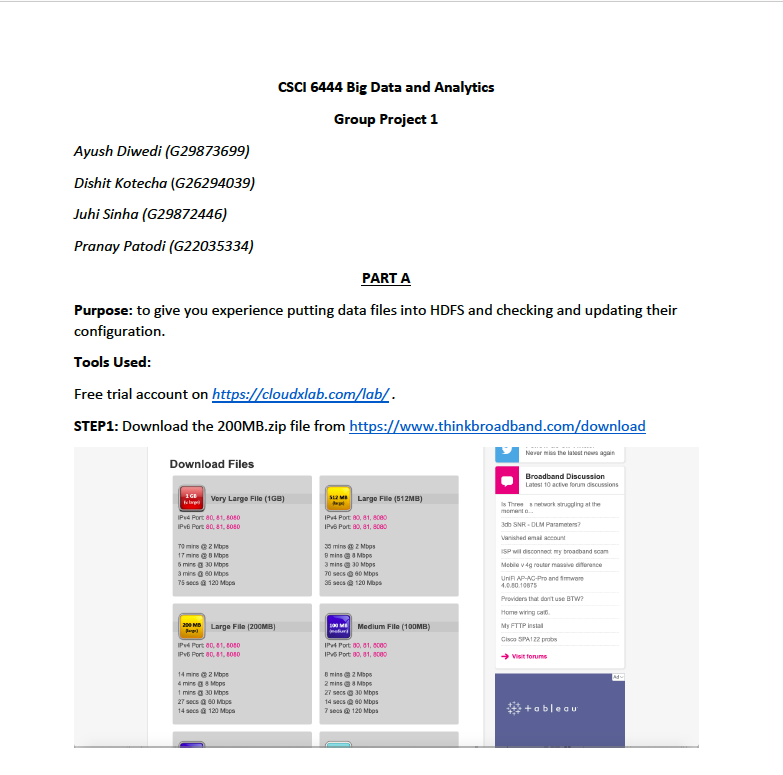 CSCI 6444 Big Data and Analytics
Group Project 1
Ayush Diwedi (G29873699)
Dishit Kotecha (G26294039)
Juhi Sinha (G29872446)
Pranay Patodi (G22035334)
PART A
Purpose: to give you experience putting data files into HDFS and checking and updating their
configuration.
Tools Used:
Free trial account on https://cloudxlab.com/lab/ .
STEP1: Download the 200MB.zip file from https://www.thinkbroadband.com/download
Download Files
1 GB
(v large)
Very Large File (1GB)
IPv4 Port: 80, 81, 8080
IPv6 Port: 80, 81, 8080
70 mins @ 2 Mbps
17 mins @ 8 Mbps
5 mins @ 30 Mbps
3 mins @ 60 Mbps
75 secs @ 120 Mbps
512 MB
(large)
Large File (512MB)
IPv4 Port: 80, 81, 8080
IPv6 Port: 80, 81, 8080
35 mins @ 2 Mbps
9 mins @ 8 Mbps
3 mins @ 30 Mbps
70 secs @ 60 Mbps
35 secs @ 120 Mbps
200 MB
(large)
Large File (200MB)
IPv4 Port: 80, 81, 8080
IPv6 Port: 80, 81, 8080
14 mins @ 2 Mbps
4 mins @ 8 Mbps
1 mins @ 30 Mbps
27 secs @ 60 Mbps
14 secs @ 120 Mbps
100 MB
(medium)
Medium File (100MB)
IPv4 Port: 80, 81, 8080
IPv6 Port: 80, 81, 8080
8 mins @ 2 Mbps
2 mins @ 8 Mbps
27 secs @ 30 Mbps
14 secs @ 60 Mbps
7 secs @ 120 Mbps
Never miss the latest news again
Broadband Discussion
Latest 10 active forum discussions
Is Three s network struggling at the
moment o...
3db SNR - DLM Parameters?
Vanished email account
ISP will disconnect: my broadband scam
Mobile v 4g router massive difference
UniFi AP-AC-Pro and firmware
4.0.80.10875
Providers that don't use BTW?
Home wiring cat6.
My FTTP install
Cisco SPA122 probs
Visit forums
Ad
+ableau